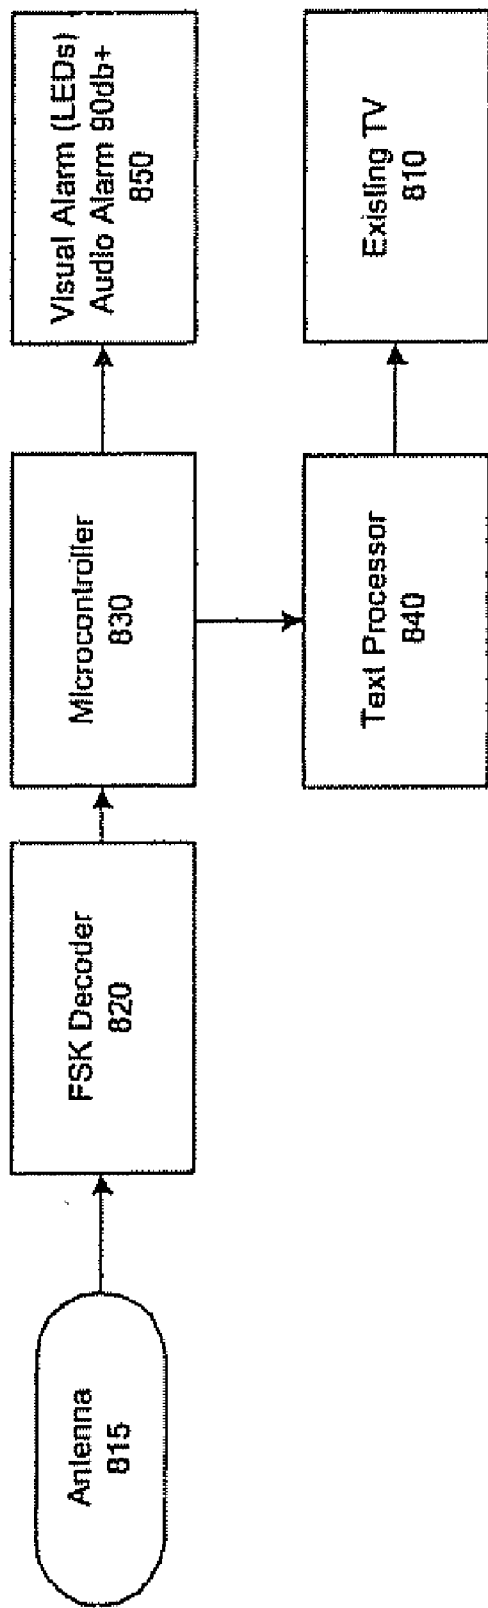 Antenna
815
FSK Decoder
820
Microcontroller
830
Visual Alarm (LEDs)
Audio Alarm 90db+
850
Text Processor
840
Existing TV
810